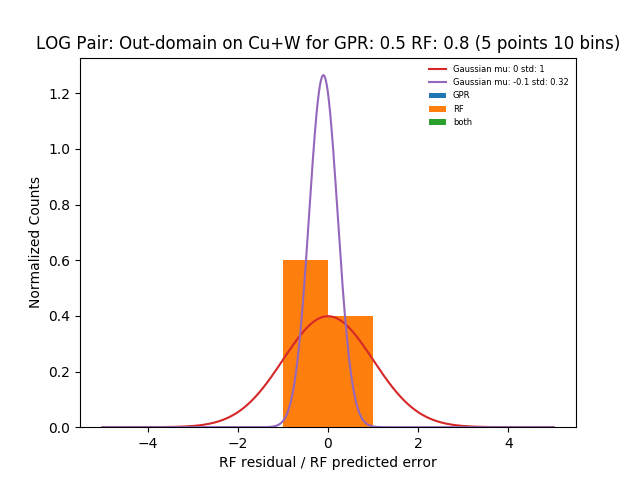 LOG Pair: Out-domain on Cu+W for GPR: 0.5 RF: 0.8 (5 points 10 bins)
Gaussian mu: 0 std: 1
Gaussian mu: -0.1 std: 0.32
GPR
RF
both
Normalized Counts
1.2
1.0
0.8
0.6
0.4
0.2
0.0
−4
−2
0
2
4
RF residual / RF predicted error